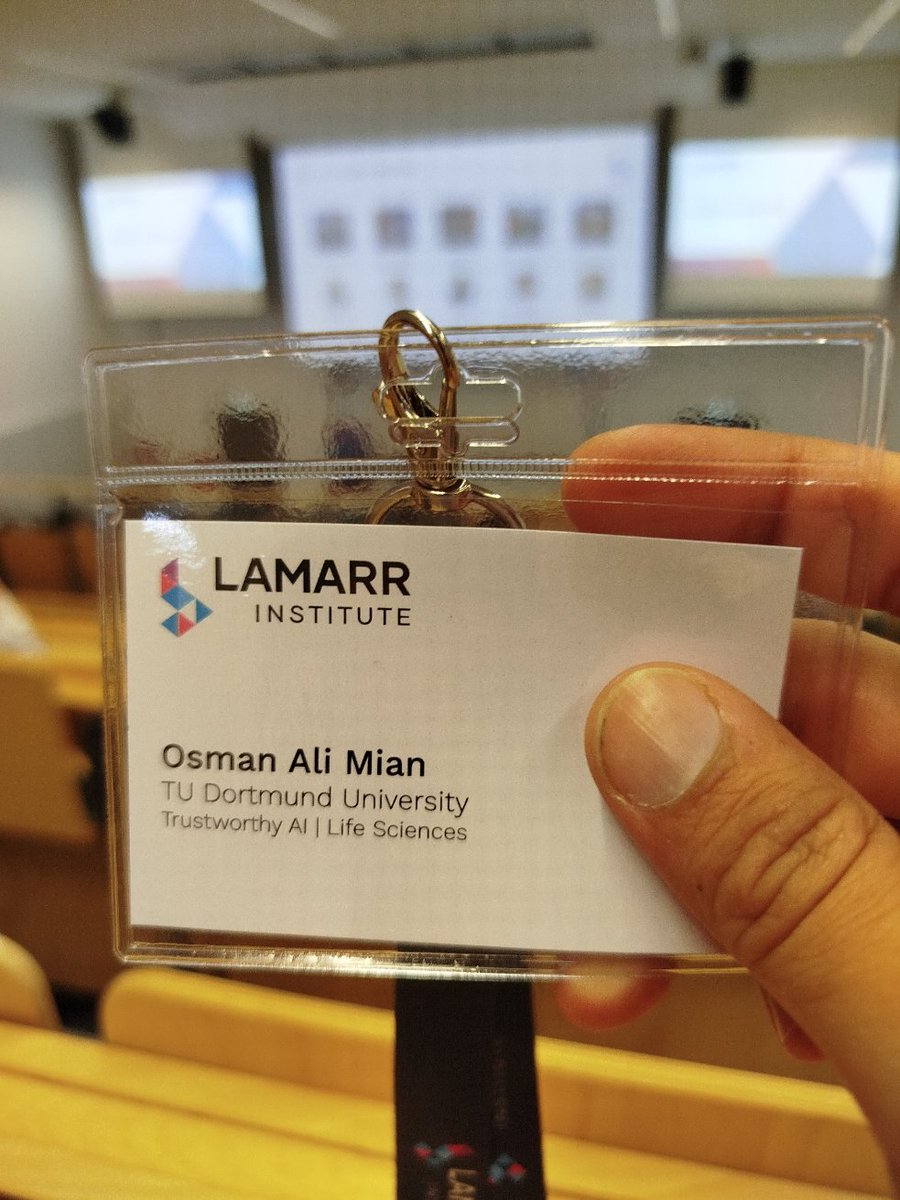 LAMARR
INSTITUTE
Osman Ali Mian
TU Dortmund University
Trustworthy AI | Life Sciences